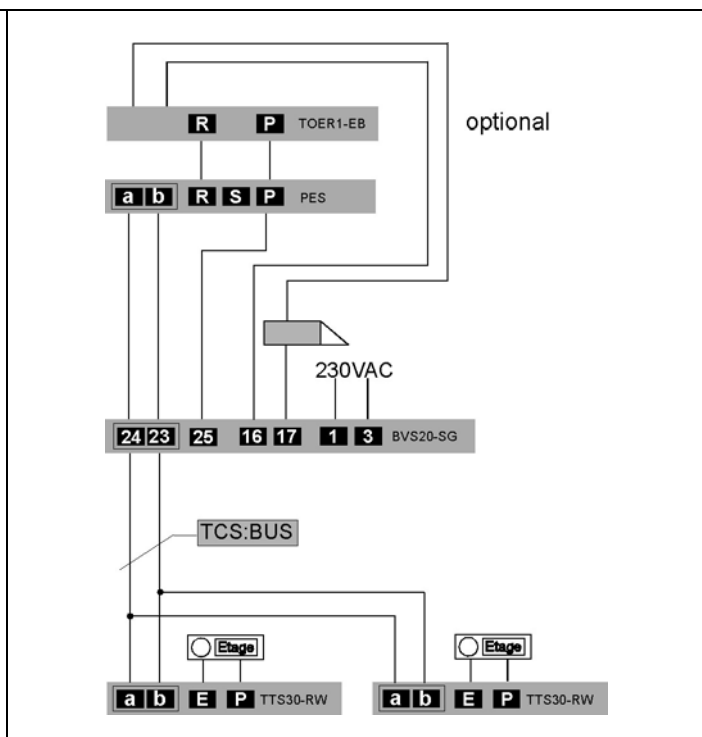 R P TOER1-EB
optional
a b R S P PES
230VAC
24 23 25 16 17 1 3 BVS20-SG
TCS:BUS
Etage
Etage
a b E P TTS30-RW
a b E P TTS30-RW